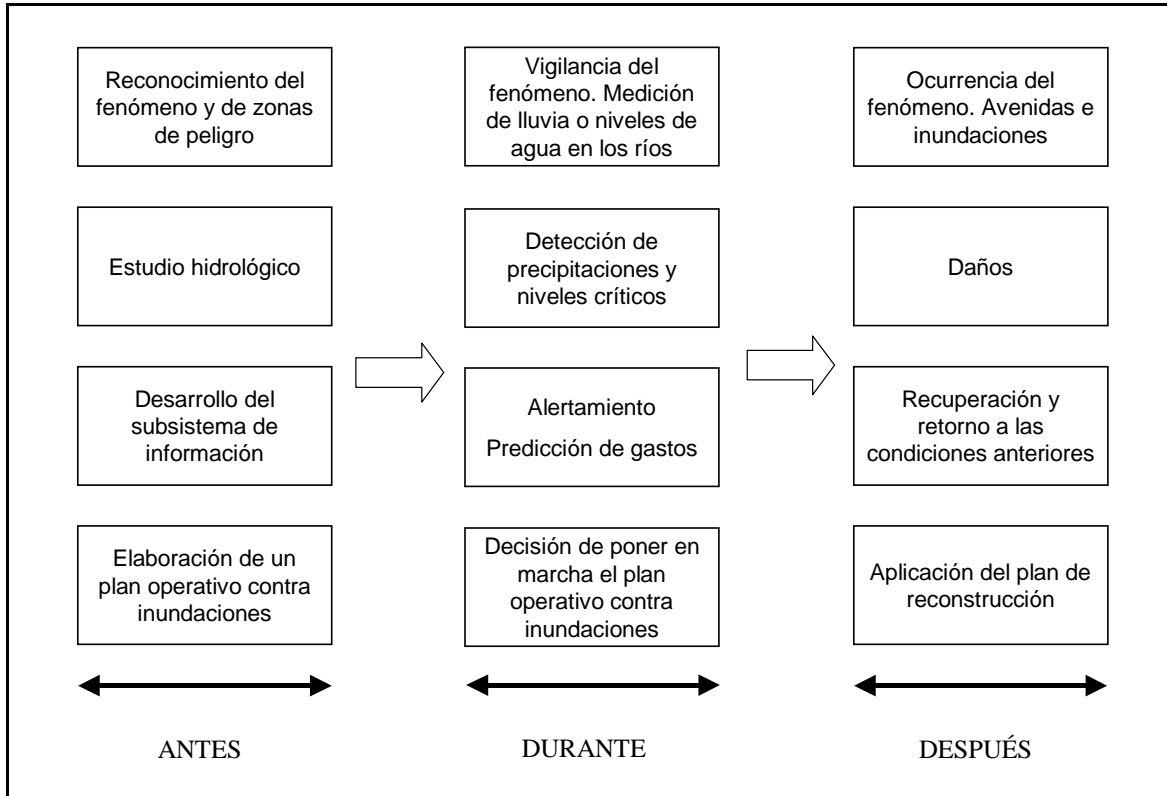 Reconocimiento del
fenómeno y de zonas
de peligro
Estudio hidrológico
Desarrollo del
subsistema de
información
Elaboración de un
plan operativo contra
inundaciones
ANTES
Vigilancia del
fenómeno. Medición
de lluvia o niveles de
agua en los ríos
Detección de
precipitaciones y
niveles críticos
Alertamiento
Predicción de gastos
Decisión de poner en
marcha el plan
operativo contra
inundaciones
DURANTE
Ocurrencia del
fenómeno. Avenidas e
inundaciones
Daños
Recuperación y
retorno a las
condiciones anteriores
Aplicación del plan de
reconstrucción
DESPUÉS